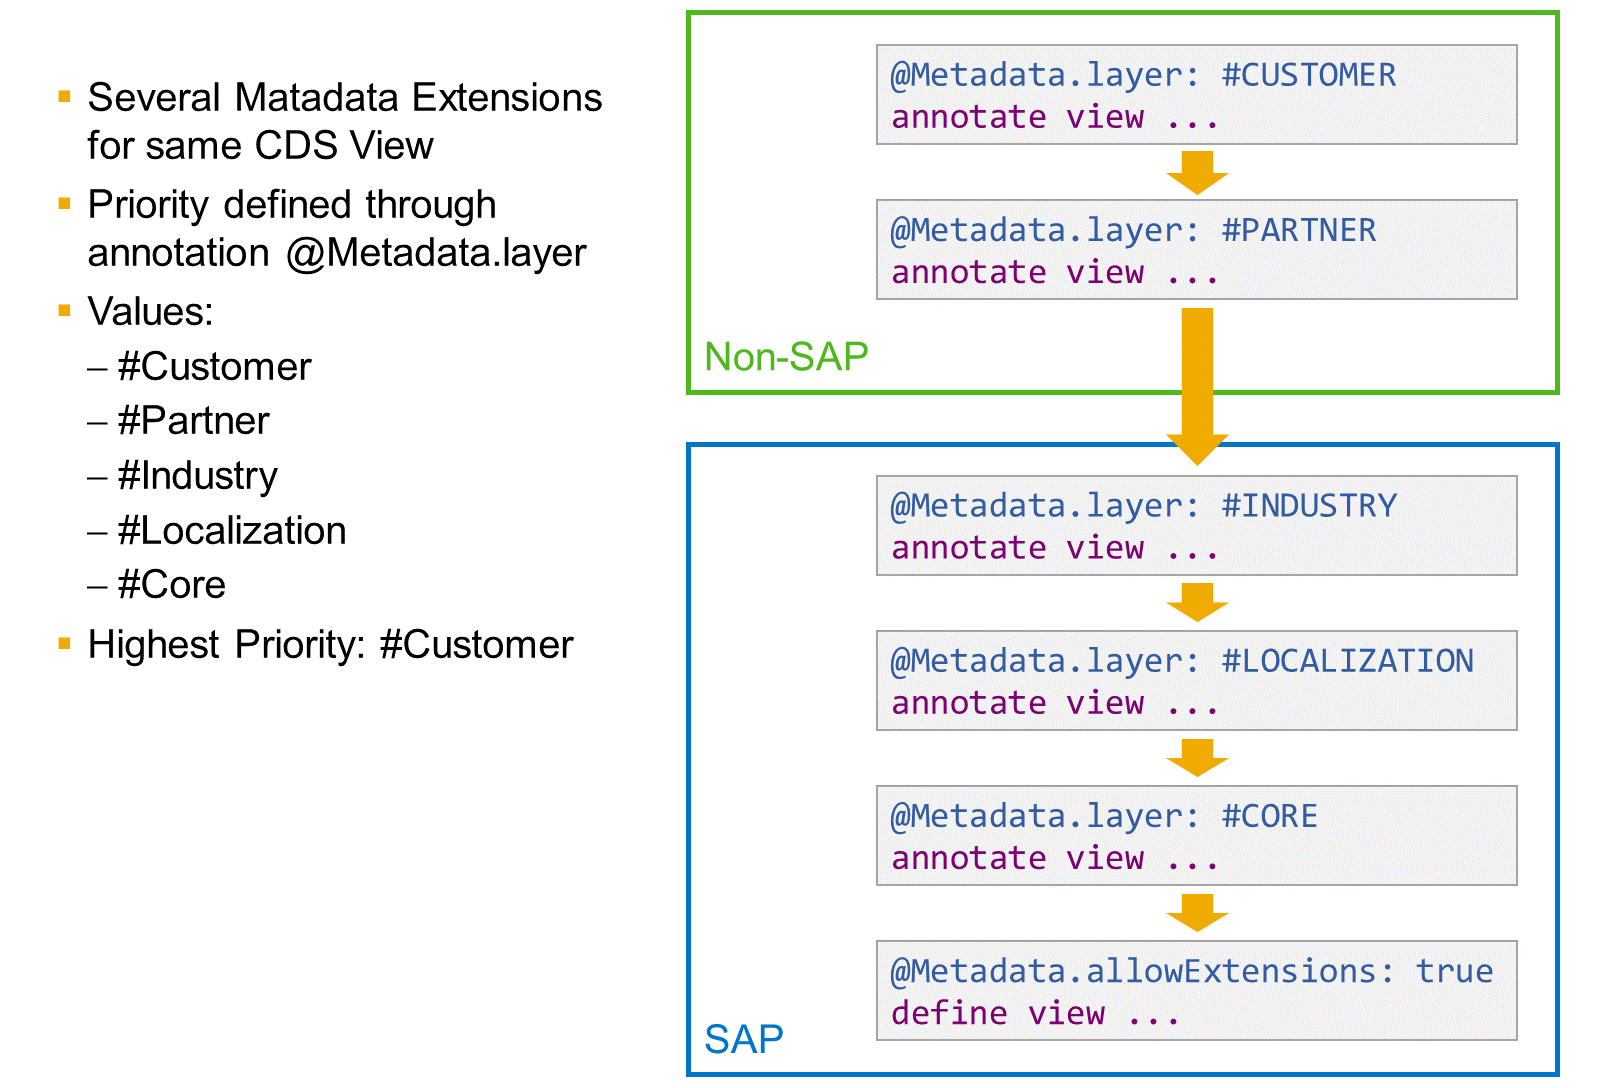 ▪ Several Matadata Extensions
for same CDS View
▪ Priority defined through
annotation @Metadata.layer
▪ Values:
– #Customer
– #Partner
– #Industry
– #Localization
– #Core
▪ Highest Priority: #Customer
@Metadata.layer: #CUSTOMER
annotate view ...
@Metadata.layer: #PARTNER
annotate view ...
Non-SAP
@Metadata.layer: #INDUSTRY
annotate view ...
@Metadata.layer: #LOCALIZATION
annotate view ...
@Metadata.layer: #CORE
annotate view ...
@Metadata.allowExtensions: true
define view ...
SAP